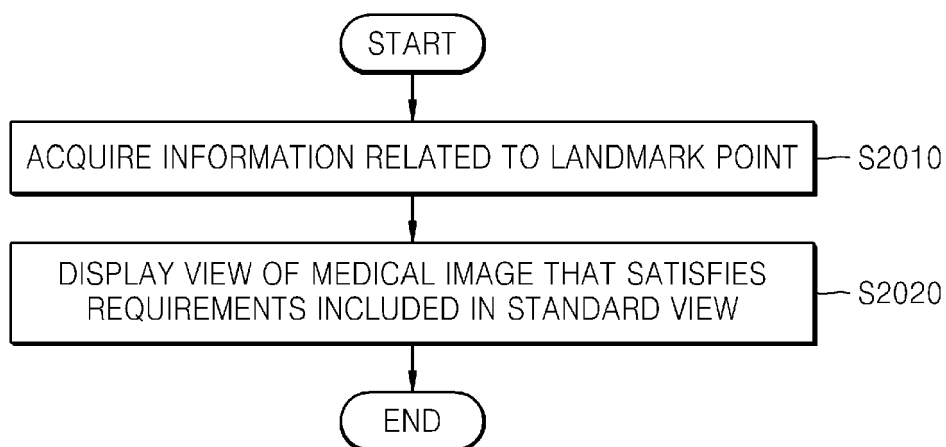 START
ACQUIRE INFORMATION RELATED TO LANDMARK POINT
S2010
DISPLAY VIEW OF MEDICAL IMAGE THAT SATISFIES
REQUIREMENTS INCLUDED IN STANDARD VIEW
S2020
END